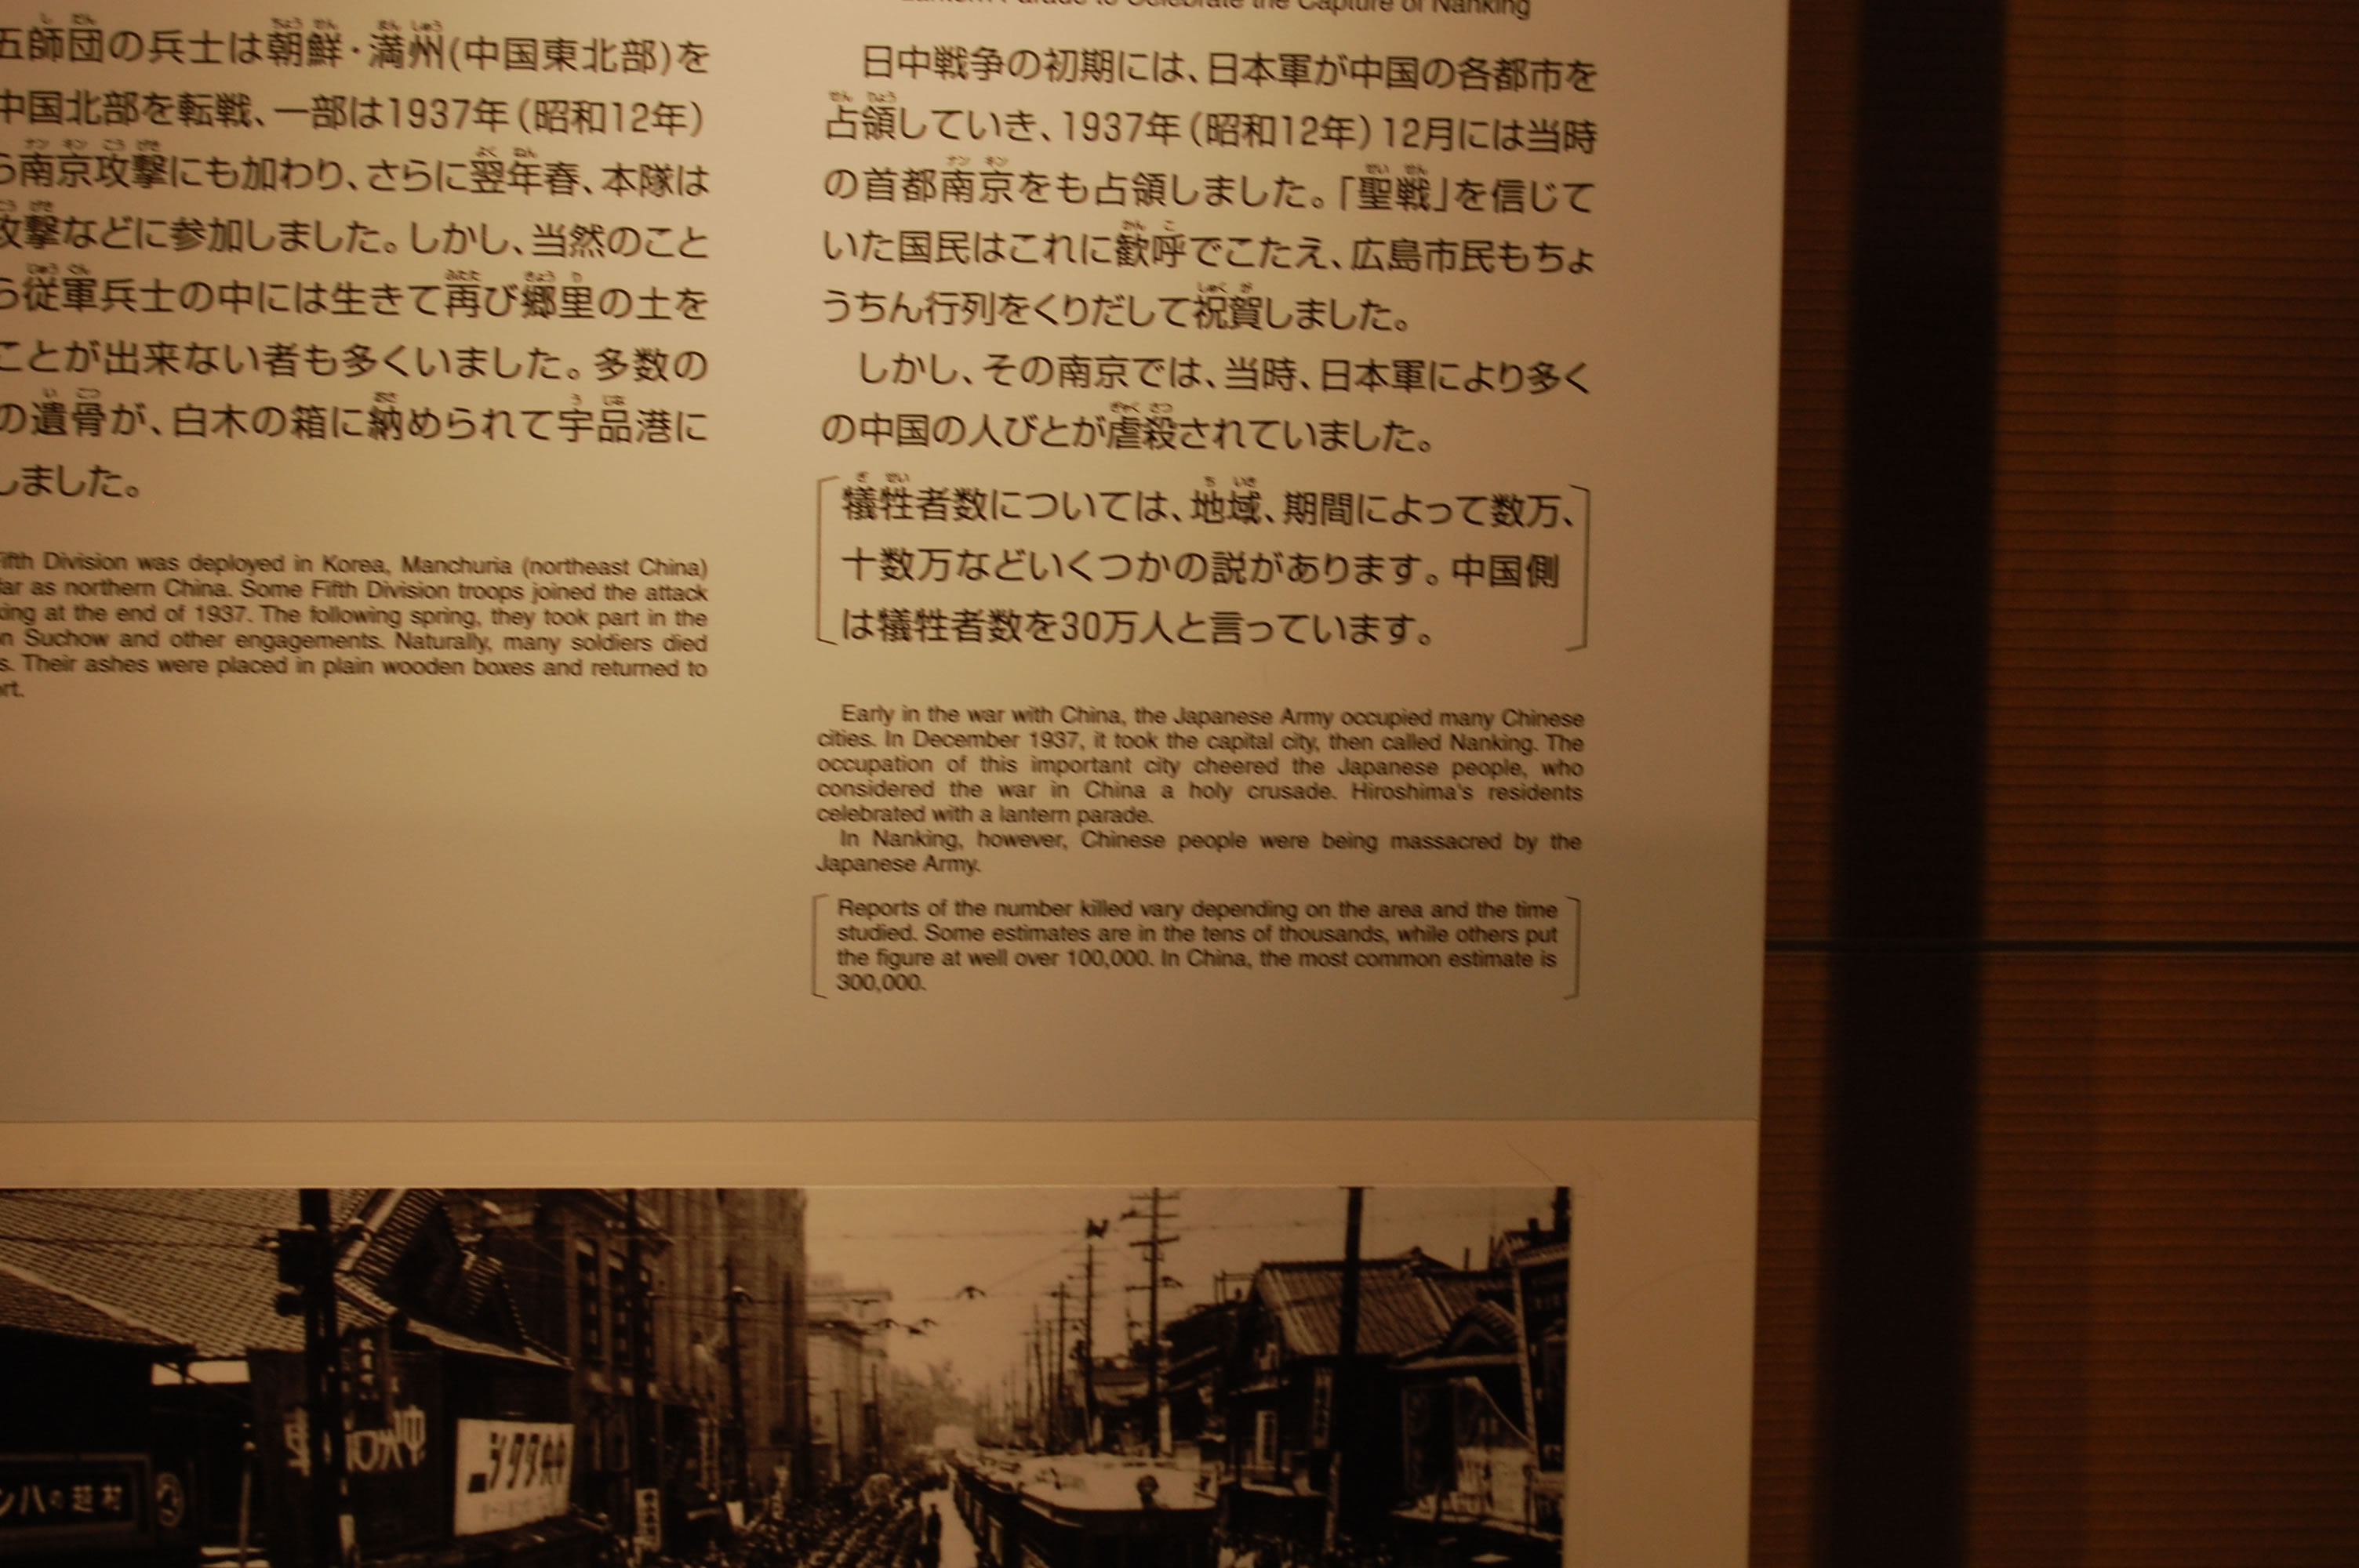 五師団の兵士は朝鮮・満州(中国東北部)を
中国北部を転戦、一部は1937年(昭和12年)
ら南京攻撃にも加わり、さらに翌年春、本隊は
攻撃などに参加しました。しかし、当然のこと
ら従軍兵士の中には生きて再び郷里の土を
ことが出来ない者も多くいました。多数の
の遺骨が、白木の箱に納められて宇品港に
しました。
Fifth Division was deployed in Korea, Manchuria (northeast China)
far as northern China. Some Fifth Division troops joined the attack
king at the end of 1937. The following spring, they took part in the
n Suchow and other engagements. Naturally, many soldiers died
s. Their ashes were placed in plain wooden boxes and returned to
ort.
Lantern Parade to Celebrate the Capture of Nanking
日中戦争の初期には、日本軍が中国の各都市を
占領していき、1937年(昭和12年)12月には当時
の首都南京をも占領しました。「聖戦」を信じて
いた国民はこれに歓呼でこたえ、広島市民もちょ
うちん行列をくりだして祝賀しました。
しかし、その南京では、当時、日本軍により多く
の中国の人びとが虐殺されていました。
犠牲者数については、地域、期間によって数万、
十数万などいくつかの説があります。中国側
は犠牲者数を30万人と言っています。
Early in the war with China, the Japanese Army occupied many Chinese
cities. In December 1937, it took the capital city, then called Nanking. The
occupation of this important city cheered the Japanese people, who
considered the war in China a holy crusade. Hiroshima's residents
celebrated with a lantern parade.
In Nanking, however, Chinese people were being massacred by the
Japanese Army.
Reports of the number killed vary depending on the area and the time
studied. Some estimates are in the tens of thousands, while others put
the figure at well over 100,000. In China, the most common estimate is
300,000.